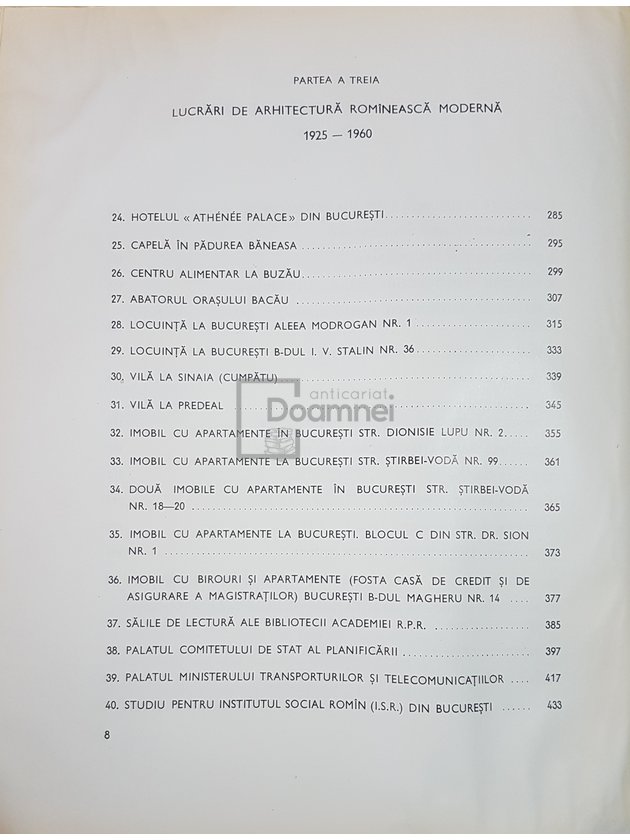 PARTEA A TREIA
LUCRĂRI DE ARHITECTURĂ ROMÎNEASCĂ MODERNĂ
1925 — 1960
24. HOTELUL «ATHÉNÉE PALACE» DIN BUCUREȘTI 285
25. CAPELĂ ÎN PĂDUREA BĂNEASA 295
26. CENTRU ALIMENTAR LA BUZĂU 299
27. ABATORUL ORAȘULUI BACĂU 307
28. LOCUINȚĂ LA BUCUREȘTI ALEEA MODROGAN NR. 1 315
29. LOCUINȚĂ LA BUCUREȘTI B-DUL I. V. STALIN NR. 36 333
30. VILĂ LA SINAIA (CUMPĂTU) 339
31. VILĂ LA PREDEAL 345
anticariat
Doamnei
32. IMOBIL CU APARTAMENTE ÎN BUCUREȘTI STR. DIONISIE LUPU NR. 2 355
33. IMOBIL CU APARTAMENTE LA BUCUREȘTI STR. ȘTIRBEI-VODĂ NR. 99 361
34. DOUĂ IMOBILE CU APARTAMENTE ÎN BUCUREȘTI STR. ȘTIRBEI-VODĂ
NR. 18—20 365
35. IMOBIL CU APARTAMENTE LA BUCUREȘTI. BLOCUL C DIN STR. DR. SION
NR. 1 373
36. IMOBIL CU BIROURI ȘI APARTAMENTE (FOSTA CASĂ DE CREDIT ȘI DE
ASIGURARE A MAGISTRAȚILOR) BUCUREȘTI B-DUL MAGHERU NR. 14 377
37. SĂLILE DE LECTURĂ ALE BIBLIOTECII ACADEMIEI R.P.R. 385
38. PALATUL COMITETULUI DE STAT AL PLANIFICĂRII 397
39. PALATUL MINISTERULUI TRANSPORTURILOR ȘI TELECOMUNICAȚIILOR 417
40. STUDIU PENTRU INSTITUTUL SOCIAL ROMÎN (I.S.R.) DIN BUCUREȘTI 433
8